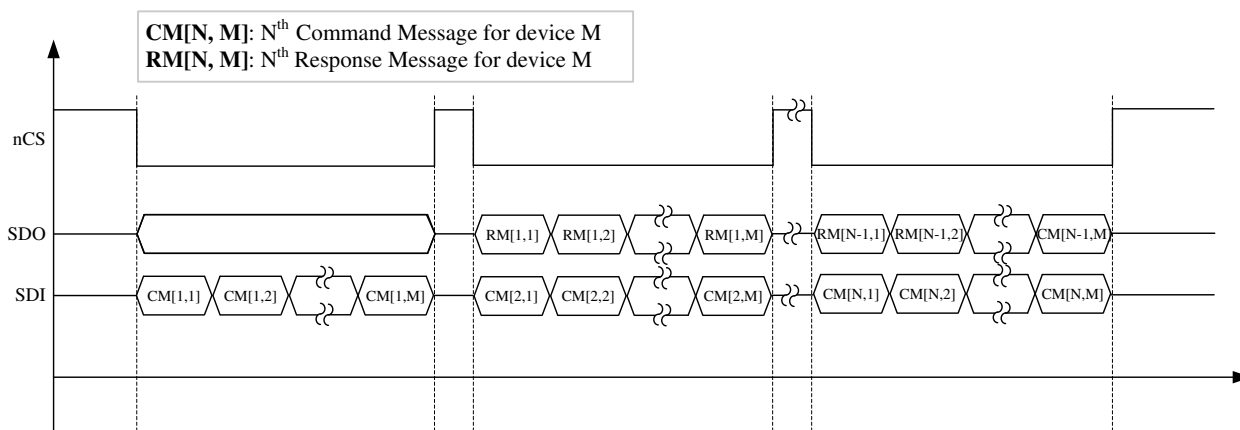 CM[N, M]: Nth Command Message for device M
RM[N, M]: Nth Response Message for device M
nCS
SDO
RM[1,1] RM[1,2] RM[1,M] RM[N-1,1] RM[N-1,2] CM[N-1,M]
SDI
CM[1,1] CM[1,2] CM[1,M] CM[2,1] CM[2,2] CM[2,M] CM[N,1] CM[N,2] CM[N,M]